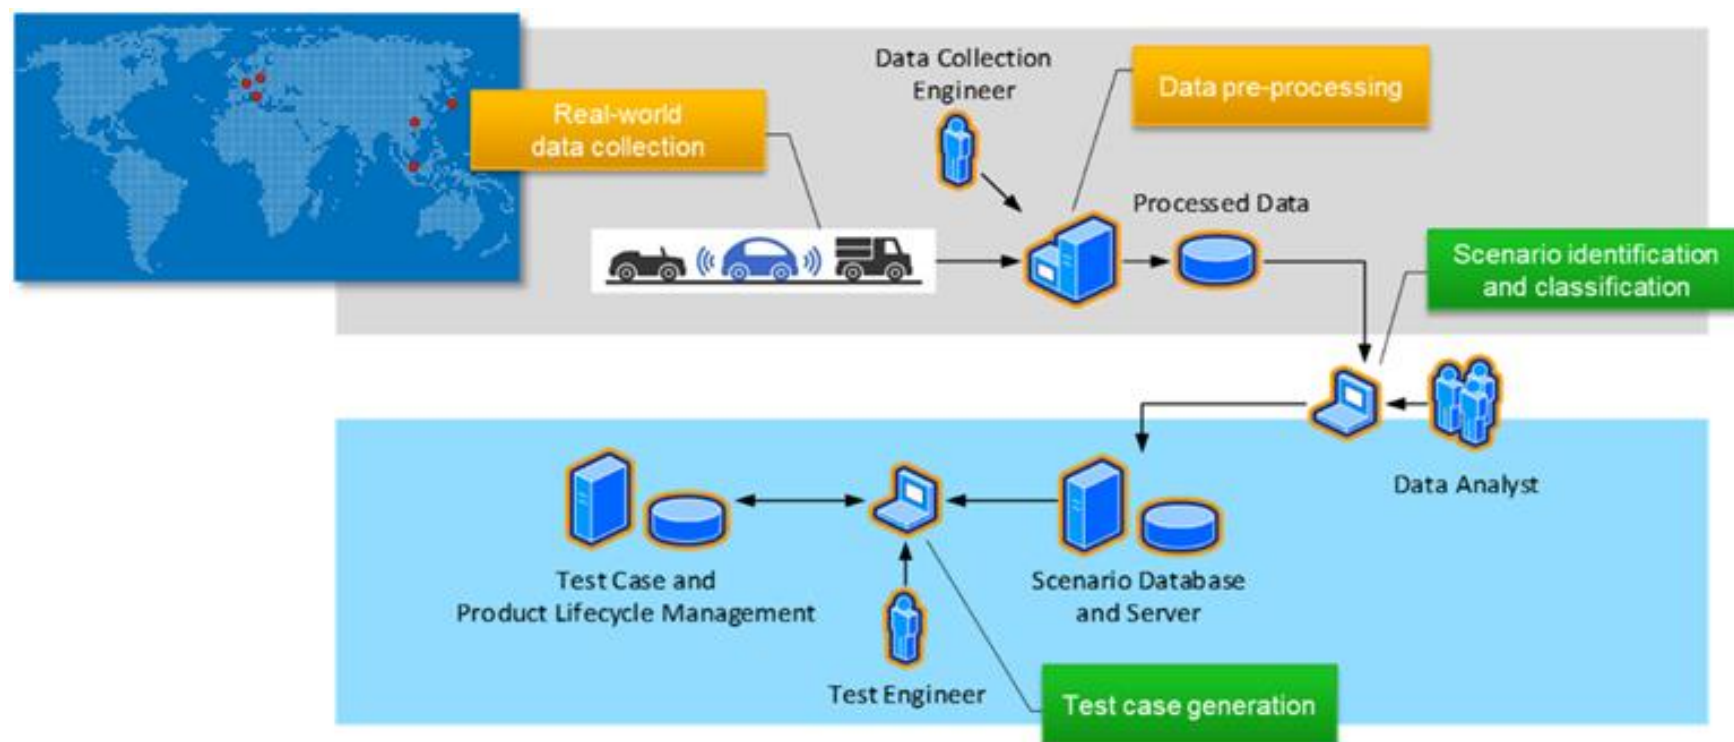 Data Collection
Engineer
Data pre-processing
Real-world
data collection
Processed Data
Scenario identification
and classification
Data Analyst
Test Case and
Product Lifecycle Management
Scenario Database
and Server
Test Engineer
Test case generation